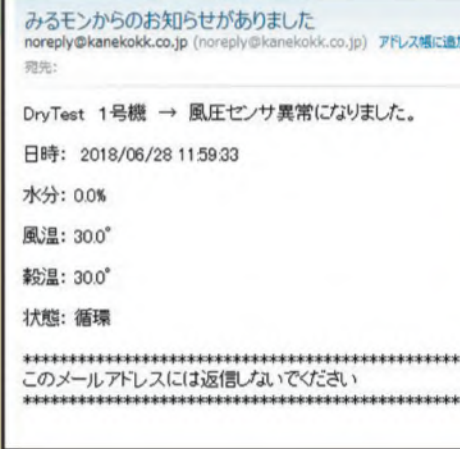 みるモンからのお知らせがありました
noreply@kanekokk.co.jp (noreply@kanekokk.co.jp) アドレス帳に追加
宛先:
DryTest 1号機 → 風圧センサ異常になりました。
日時: 2018/06/28 11:59:33
水分: 0.0%
風温: 30.0°
穀温: 30.0°
状態: 循環
************************************************************
このメールアドレスには返信しないでください
************************************************************